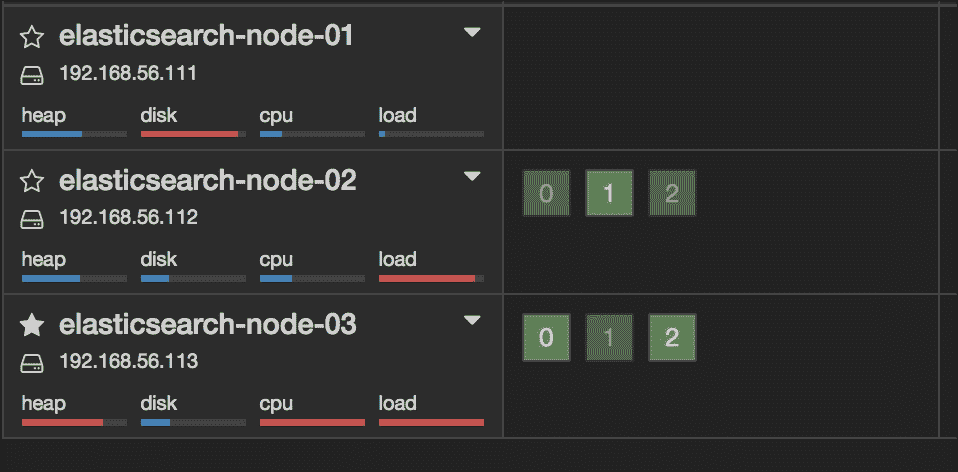 elasticsearch-node-01
192.168.56.111
heap disk cpu load
elasticsearch-node-02
192.168.56.112
heap disk cpu load
0 1 2
elasticsearch-node-03
192.168.56.113
heap disk cpu load
0 1 2